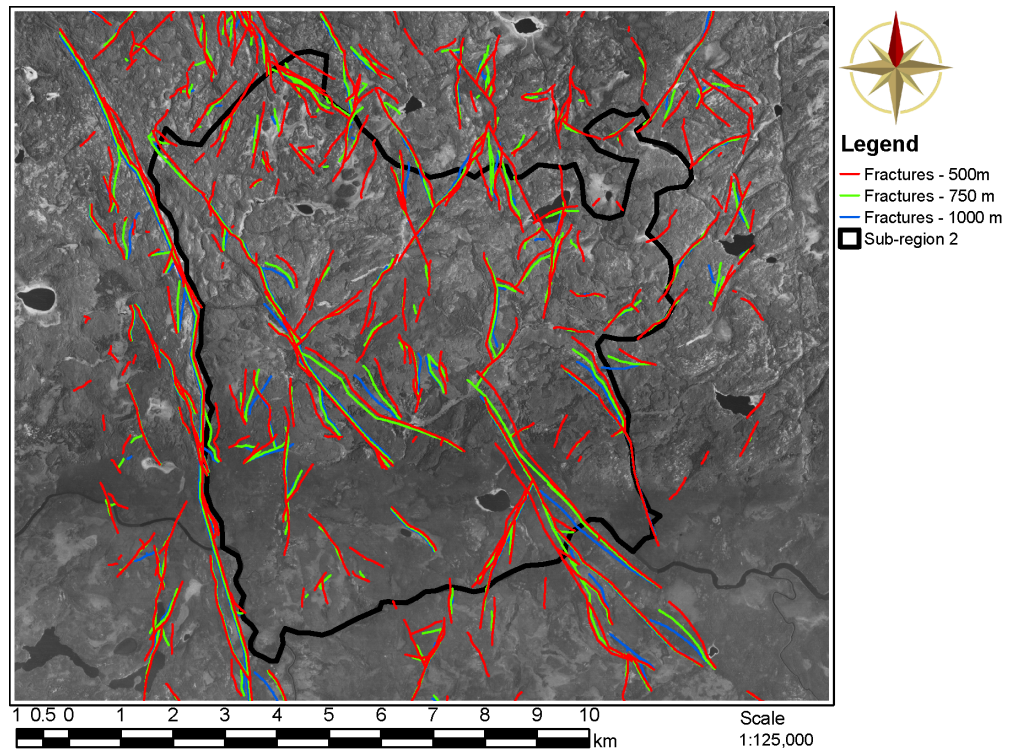 Legend
Fractures - 500m
Fractures - 750 m
Fractures - 1000 m
Sub-region 2
1 0.5 0 1 2 3 4 5 6 7 8 9 10
km
Scale
1:125,000